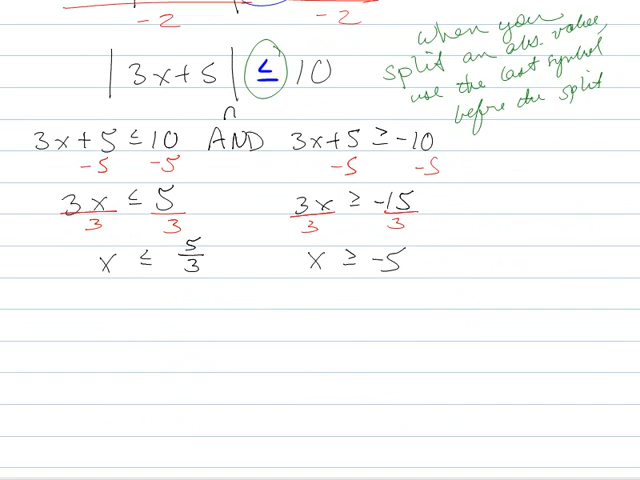 -2 -2
|3x+5| ≤ 10
when you
split an abs. value,
use the last symbol
before the split
∩
3x+5 ≤ 10 AND 3x+5 ≥ -10
-5 -5 -5 -5
3x ≤ 5 3x ≥ -15
3 3 3 3
x ≤ 5/3 x ≥ -5